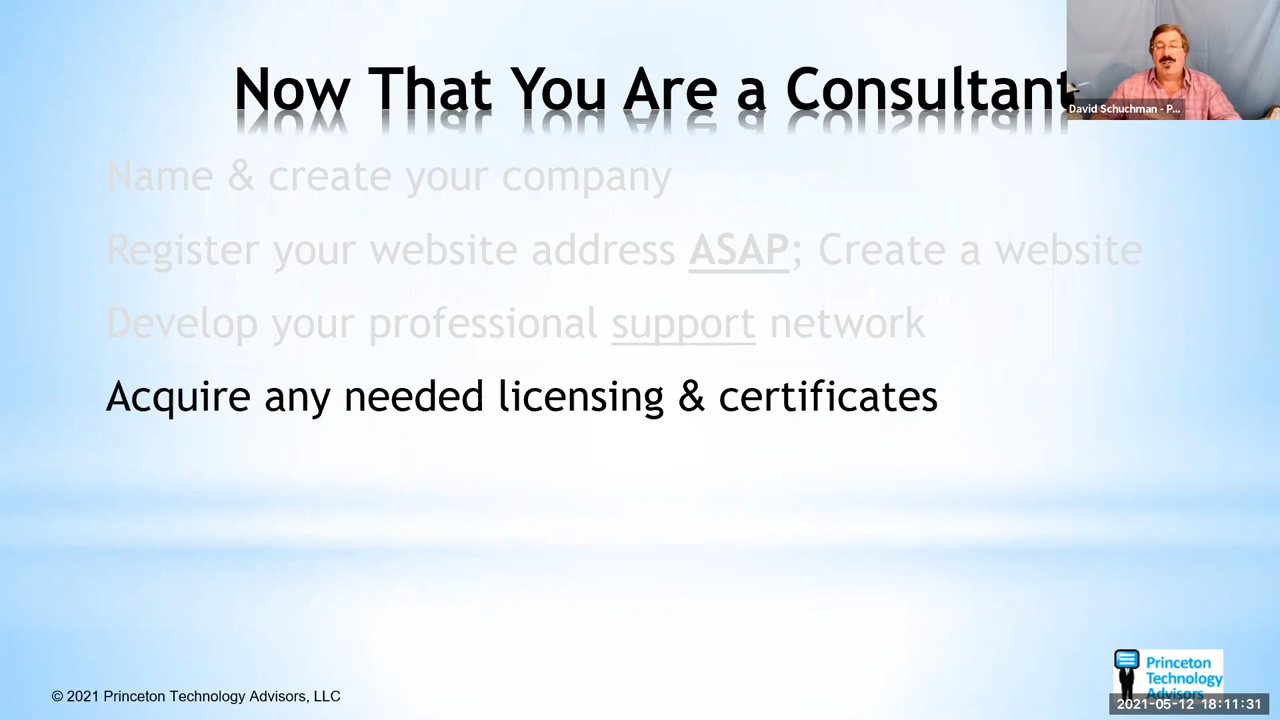 Now That You Are a Consultant
David Schuchman - P...
Name & create your company
Register your website address ASAP; Create a website
Develop your professional support network
Acquire any needed licensing & certificates
© 2021 Princeton Technology Advisors, LLC
Princeton
Technology
Advisors
2021-05-12 18:11:31